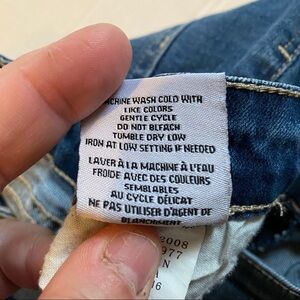 MACHINE WASH COLD WITH
LIKE COLORS
GENTLE CYCLE
DO NOT BLEACH
TUMBLE DRY LOW
IRON AT LOW SETTING IF NEEDED
LAVER À LA MACHINE À L'EAU
FROIDE AVEC DES COULEURS
SEMBLABLES
AU CYCLE DÉLICAT
NE PAS UTILISER D'AGENT DE
BLANCHIMENT
2008
977